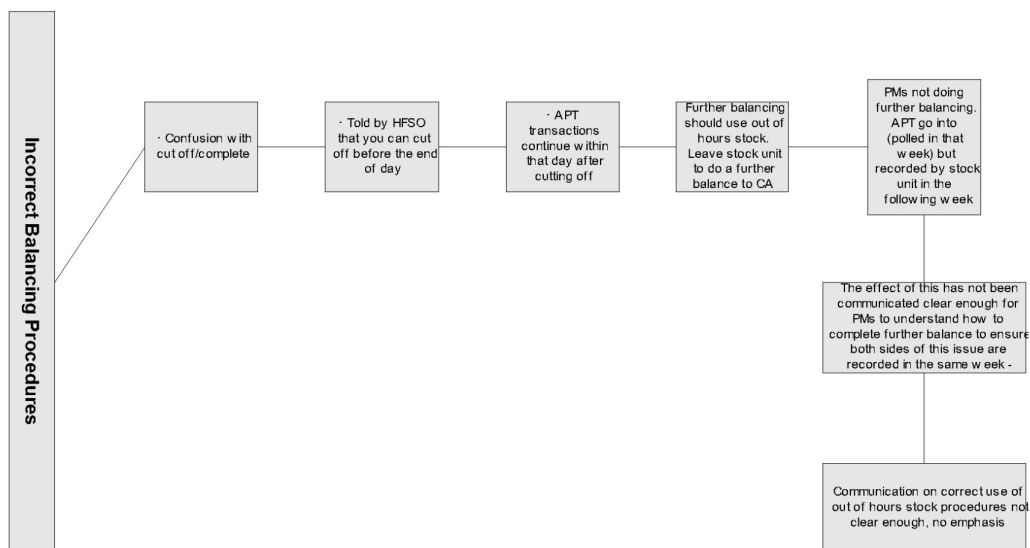 Incorrect Balancing Procedures
· Confusion with
cut off/complete
· Told by HFSO
that you can cut
off before the end
of day
· APT
transactions
continue within
that day after
cutting off
Further balancing
should use out of
hours stock.
Leave stock unit
to do a further
balance to CA
PMs not doing
further balancing.
APT go into
(polled in that
week) but
recorded by stock
unit in the
following week
The effect of this has not been
communicated clear enough for
PMs to understand how to
complete further balance to ensure
both sides of this issue are
recorded in the same week -
Communication on correct use of
out of hours stock procedures not
clear enough, no emphasis